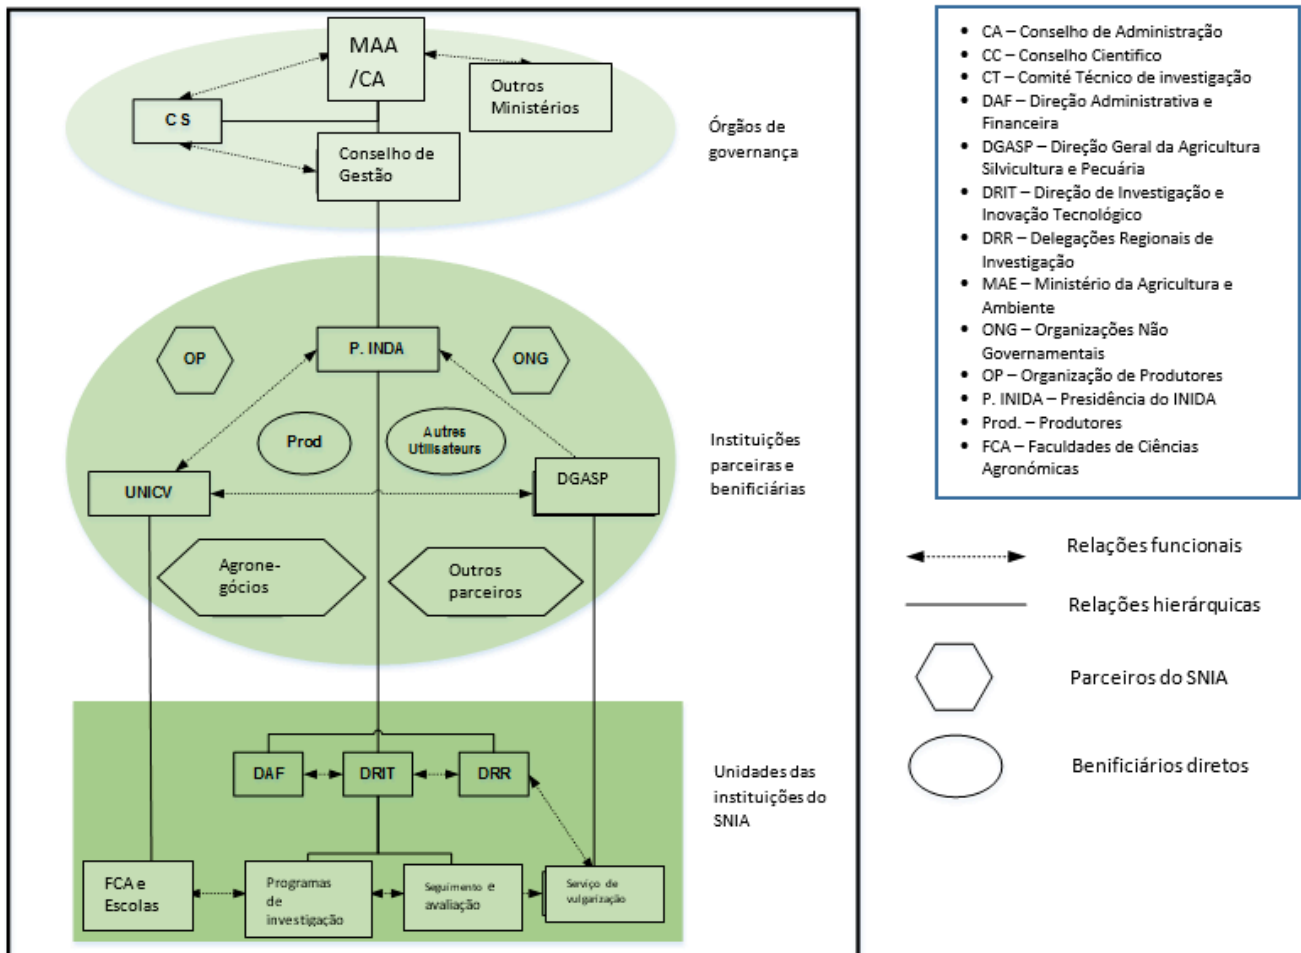 MAA
/CA
Outros
Ministérios
C S
Conselho de
Gestão
Órgãos de
governança
OP
P. INDA
ONG
Prod
Autres
Utilisateurs
UNICV
DGASP
Instituições
parceiras e
benificiárias
Agrone-
gócios
Outros
parceiros
DAF
DRIT
DRR
Unidades das
instituições do
SNIA
FCA e
Escolas
Programas
de
investigação
Seguimento e
avaliação
Serviço de
vulgarização
• CA – Conselho de Administração
• CC – Conselho Cientifico
• CT – Comité Técnico de investigação
• DAF – Direção Administrativa e
Financeira
• DGASP – Direção Geral da Agricultura
Silvicultura e Pecuária
• DRIT – Direção de Investigação e
Inovação Tecnológico
• DRR – Delegações Regionais de
Investigação
• MAE – Ministério da Agricultura e
Ambiente
• ONG – Organizações Não
Governamentais
• OP – Organização de Produtores
• P. INIDA – Presidência do INIDA
• Prod. – Produtores
• FCA – Faculdades de Ciências
Agronómicas
Relações funcionais
Relações hierárquicas
Parceiros do SNIA
Benificiários diretos